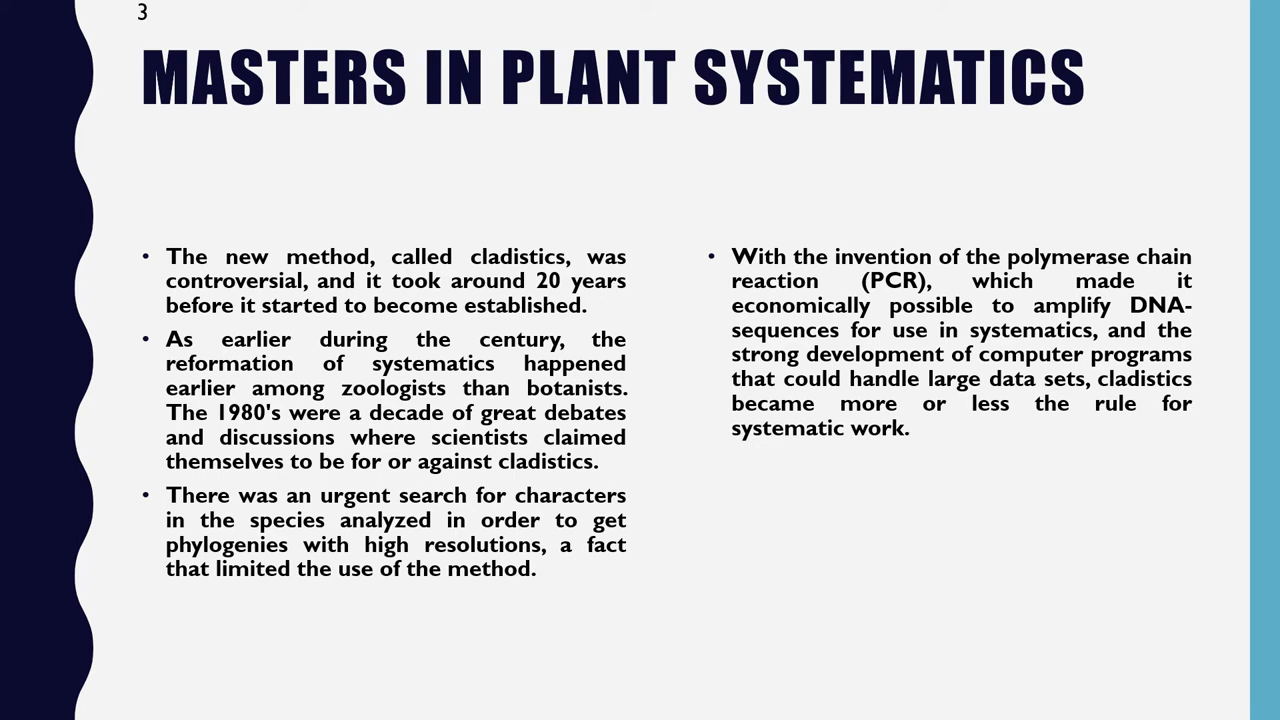 3
MASTERS IN PLANT SYSTEMATICS
• The new method, called cladistics, was
controversial, and it took around 20 years
before it started to become established.
• As earlier during the century, the
reformation of systematics happened
earlier among zoologists than botanists.
The 1980's were a decade of great debates
and discussions where scientists claimed
themselves to be for or against cladistics.
• There was an urgent search for characters
in the species analyzed in order to get
phylogenies with high resolutions, a fact
that limited the use of the method.
• With the invention of the polymerase chain
reaction (PCR), which made it
economically possible to amplify DNA-
sequences for use in systematics, and the
strong development of computer programs
that could handle large data sets, cladistics
became more or less the rule for
systematic work.